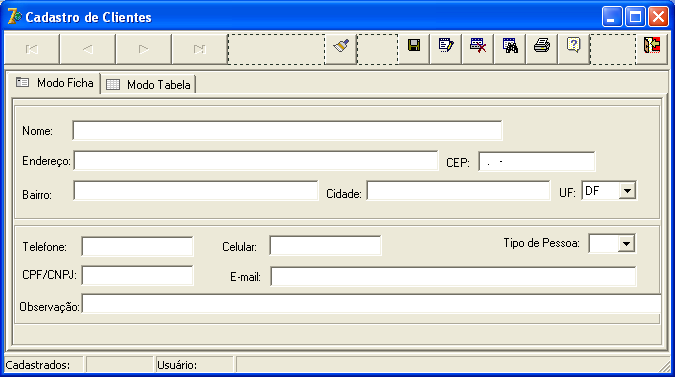 Cadastro de Clientes
Modo Ficha Modo Tabela
Nome:
Endereço: CEP: . -
Bairro: Cidade: UF: DF
Telefone: Celular: Tipo de Pessoa:
CPF/CNPJ: E-mail:
Observação:
Cadastrados: Usuário: